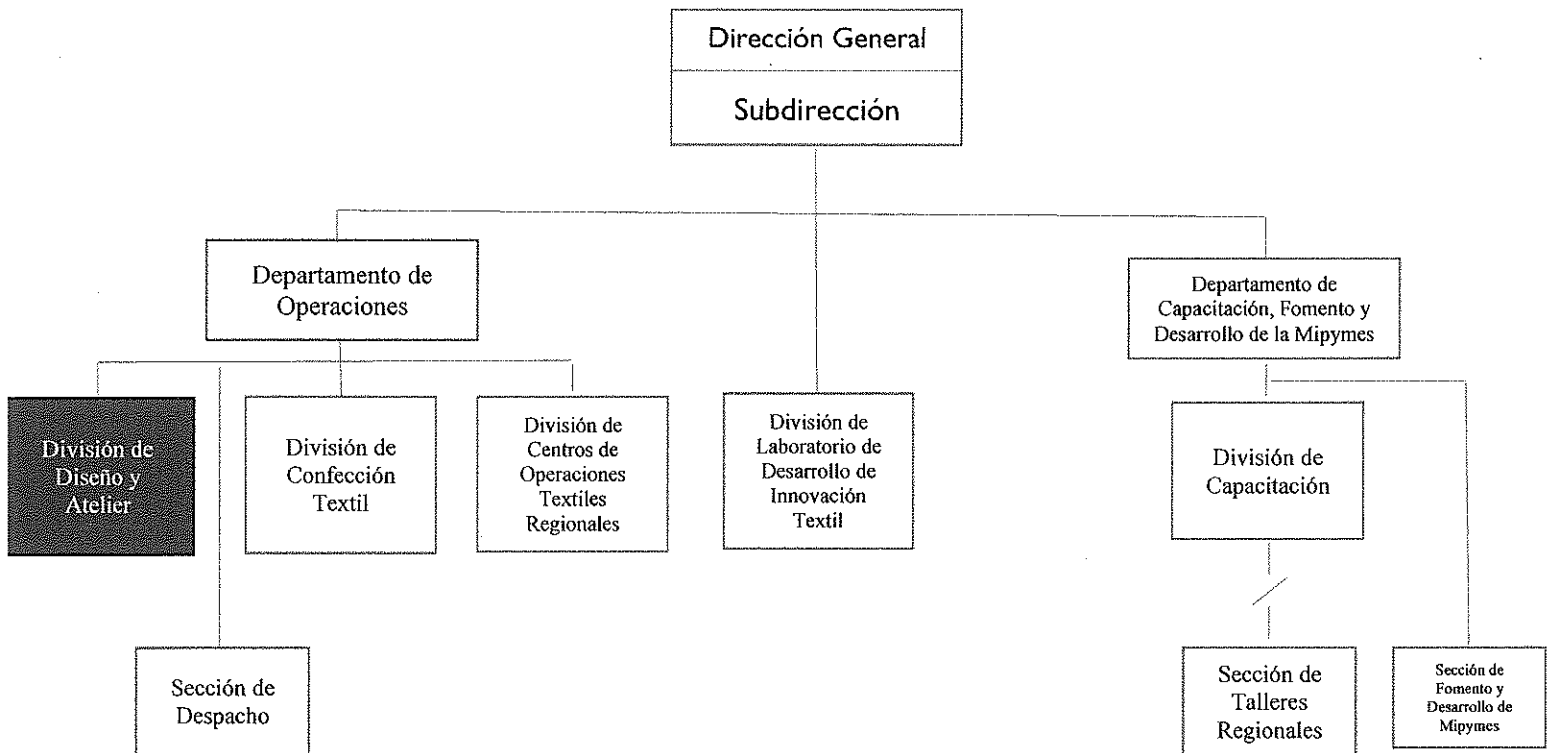 Dirección General
Subdirección
Departamento de
Operaciones
Departamento de
Capacitación, Fomento y
Desarrollo de la Mipymes
División de
Diseño y
Atelier
División de
Confección
Textil
División de
Centros de
Operaciones
Textiles
Regionales
División de
Laboratorio de
Desarrollo de
Innovación
Textil
División de
Capacitación
Sección de
Despacho
Sección de
Talleres
Regionales
Sección de
Fomento y
Desarrollo de
Mipymes